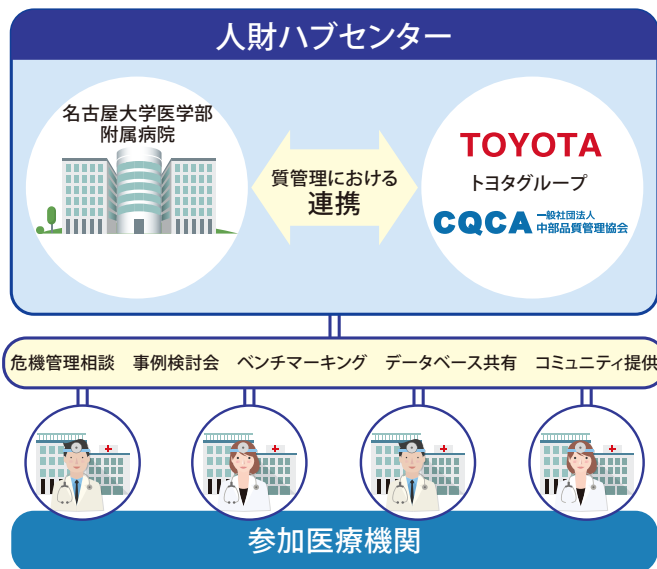 人財ハブセンター
名古屋大学医学部
附属病院
質管理における
連携
TOYOTA
トヨタグループ
CQCA 一般社団法人
中部品質管理協会
危機管理相談 事例検討会 ベンチマーキング データベース共有 コミュニティ提供
参加医療機関